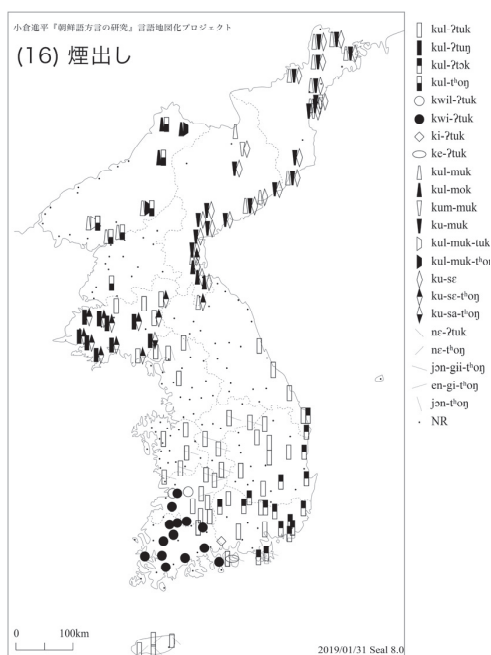 小倉進平『朝鮮語方言の研究』言語地図化プロジェクト
(16) 煙出し
kul-ʔtuk
kul-ʔtuŋ
kul-ʔtɔk
kul-tʰoŋ
kwil-ʔtuk
kwi-ʔtuk
ki-ʔtuk
ke-ʔtuk
kul-muk
kul-mok
kum-muk
ku-muk
kul-muk-tuk
kul-muk-tʰoŋ
ku-sɛ
ku-sɛ-tʰoŋ
ku-sa-tʰoŋ
nɛ-ʔtuk
nɛ-tʰoŋ
jɔn-gii-tʰoŋ
en-gi-tʰoŋ
jɔn-tʰoŋ
NR
0 100km
2019/01/31 Seal 8.0